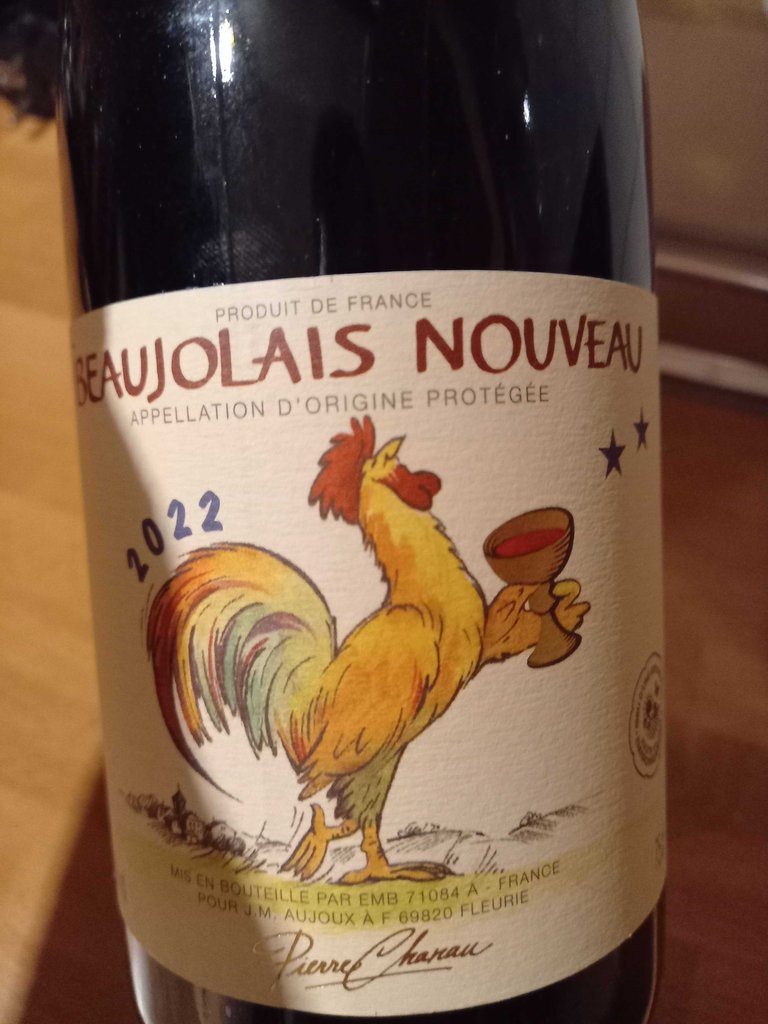 PRODUIT DE FRANCE
BEAUJOLAIS NOUVEAU
APPELLATION D'ORIGINE PROTÉGÉE
2022
MIS EN BOUTEILLE PAR EMB 71084 A - FRANCE
POUR J.M. AUJOUX À F 69820 FLEURIE
Pierre Chanau